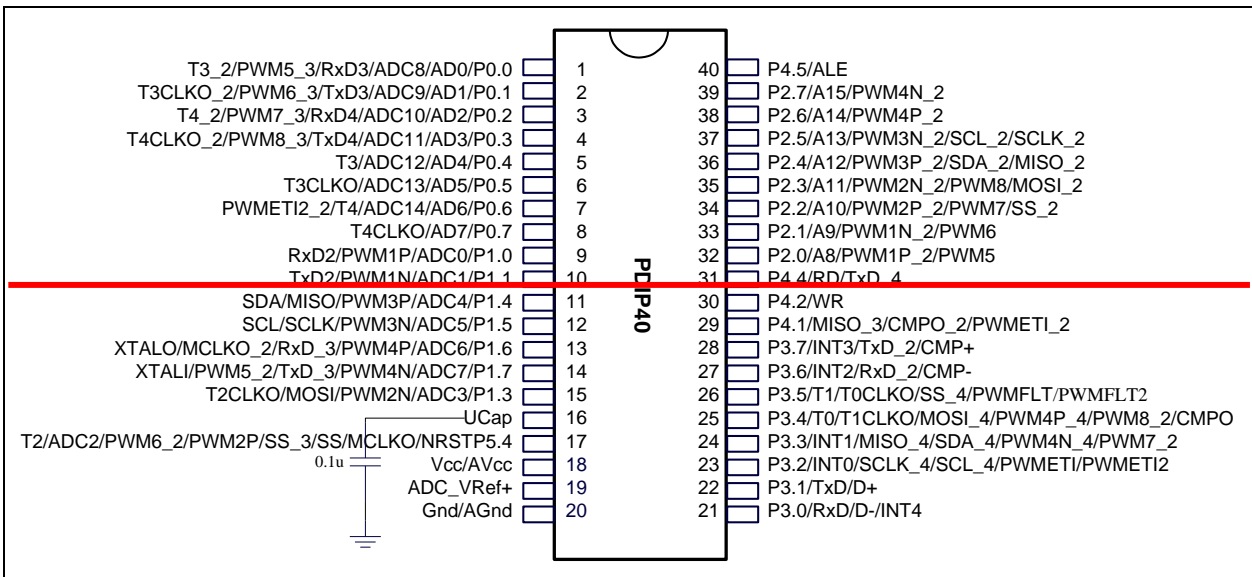 T3_2/PWM5_3/RxD3/ADC8/AD0/P0.0 1 40 P4.5/ALE
T3CLKO_2/PWM6_3/TxD3/ADC9/AD1/P0.1 2 39 P2.7/A15/PWM4N_2
T4_2/PWM7_3/RxD4/ADC10/AD2/P0.2 3 38 P2.6/A14/PWM4P_2
T4CLKO_2/PWM8_3/TxD4/ADC11/AD3/P0.3 4 37 P2.5/A13/PWM3N_2/SCL_2/SCLK_2
T3/ADC12/AD4/P0.4 5 36 P2.4/A12/PWM3P_2/SDA_2/MISO_2
T3CLKO/ADC13/AD5/P0.5 6 35 P2.3/A11/PWM2N_2/PWM8/MOSI_2
PWMETI2_2/T4/ADC14/AD6/P0.6 7 34 P2.2/A10/PWM2P_2/PWM7/SS_2
T4CLKO/AD7/P0.7 8 33 P2.1/A9/PWM1N_2/PWM6
RxD2/PWM1P/ADC0/P1.0 9 32 P2.0/A8/PWM1P_2/PWM5
TxD2/PWM1N/ADC1/P1.1 10 31 P4.4/RD/TxD_4
PDIP40
SDA/MISO/PWM3P/ADC4/P1.4 11 30 P4.2/WR
SCL/SCLK/PWM3N/ADC5/P1.5 12 29 P4.1/MISO_3/CMPO_2/PWMETI_2
XTALO/MCLKO_2/RxD_3/PWM4P/ADC6/P1.6 13 28 P3.7/INT3/TxD_2/CMP+
XTALI/PWM5_2/TxD_3/PWM4N/ADC7/P1.7 14 27 P3.6/INT2/RxD_2/CMP-
T2CLKO/MOSI/PWM2N/ADC3/P1.3 15 26 P3.5/T1/T0CLKO/SS_4/PWMFLT/PWMFLT2
UCap 16 25 P3.4/T0/T1CLKO/MOSI_4/PWM4P_4/PWM8_2/CMPO
T2/ADC2/PWM6_2/PWM2P/SS_3/SS/MCLKO/NRSTP5.4 17 24 P3.3/INT1/MISO_4/SDA_4/PWM4N_4/PWM7_2
0.1u Vcc/AVcc 18 23 P3.2/INT0/SCLK_4/SCL_4/PWMETI/PWMETI2
ADC_VRef+ 19 22 P3.1/TxD/D+
Gnd/AGnd 20 21 P3.0/RxD/D-/INT4